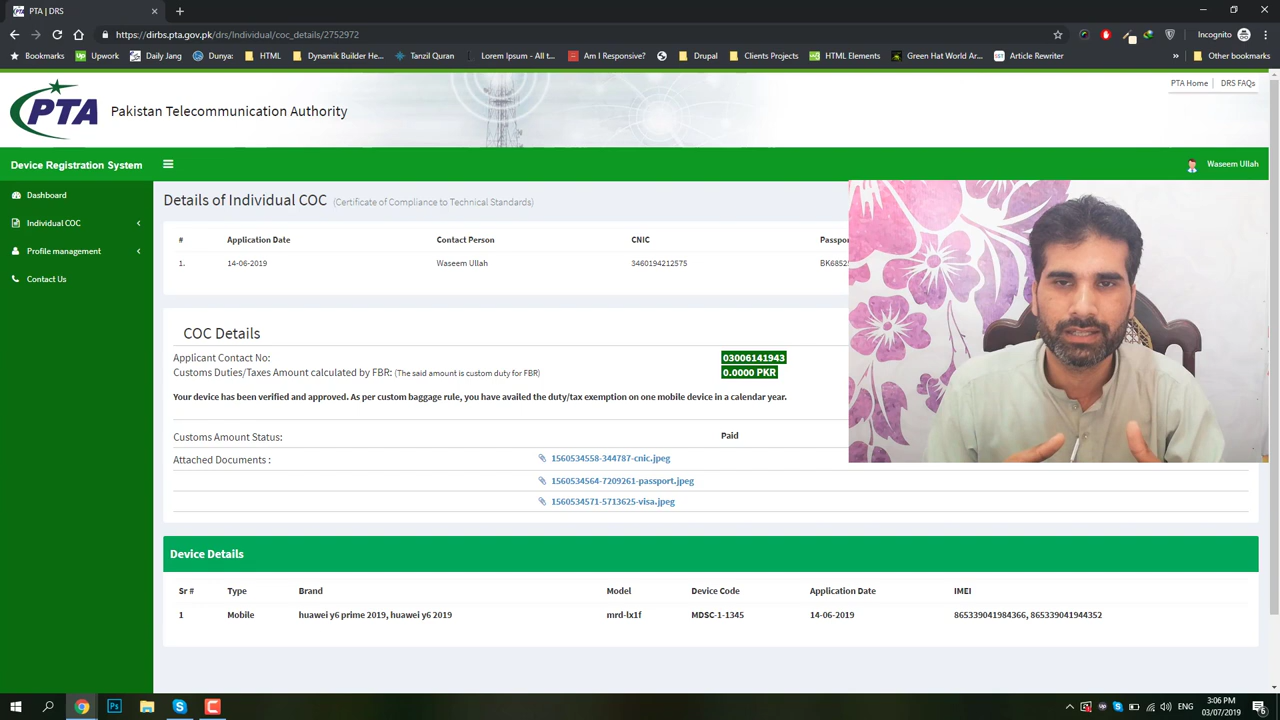 PTA | DRS
https://dirbs.pta.gov.pk/drs/individual/coc_details/2752972
Incognito
Bookmarks
Upwork
Daily Jang
Dunya:
HTML
Dynamic Builder He...
Tanzil Quran
Lorem Ipsum - All t...
Am I Responsive?
Drupal
Clients Projects
HTML Elements
Green Hat World Ar...
Article Rewriter
»
Other bookmarks
PTA Home | DRS FAQs
PTA
Pakistan Telecommunication Authority
Device Registration System
Waseem Ullah
Dashboard
Individual COC
Profile management
Contact Us
Details of Individual COC (Certificate of Compliance to Technical Standards)
# Application Date Contact Person CNIC
1. 14-06-2019 Waseem Ullah 3460194212575
COC Details
Applicant Contact No: 03006141943
Customs Duties/Taxes Amount calculated by FBR: (The said amount is custom duty for FBR) 0.0000 PKR
Your device has been verified and approved. As per custom baggage rule, you have availed the duty/tax exemption on one mobile device in a calendar year.
Customs Amount Status: Paid
Attached Documents : 1560534558-344787-cnic.jpeg
1560534564-7209261-passport.jpeg
1560534571-5713625-visa.jpeg
Device Details
Sr # Type Brand Model Device Code Application Date IMEI
1 Mobile huawei y6 prime 2019, huawei y6 2019 mrd-lx1f MDSC-1-1345 14-06-2019 865339041984366, 865339041944352
ENG
3:06 PM
03/07/2019